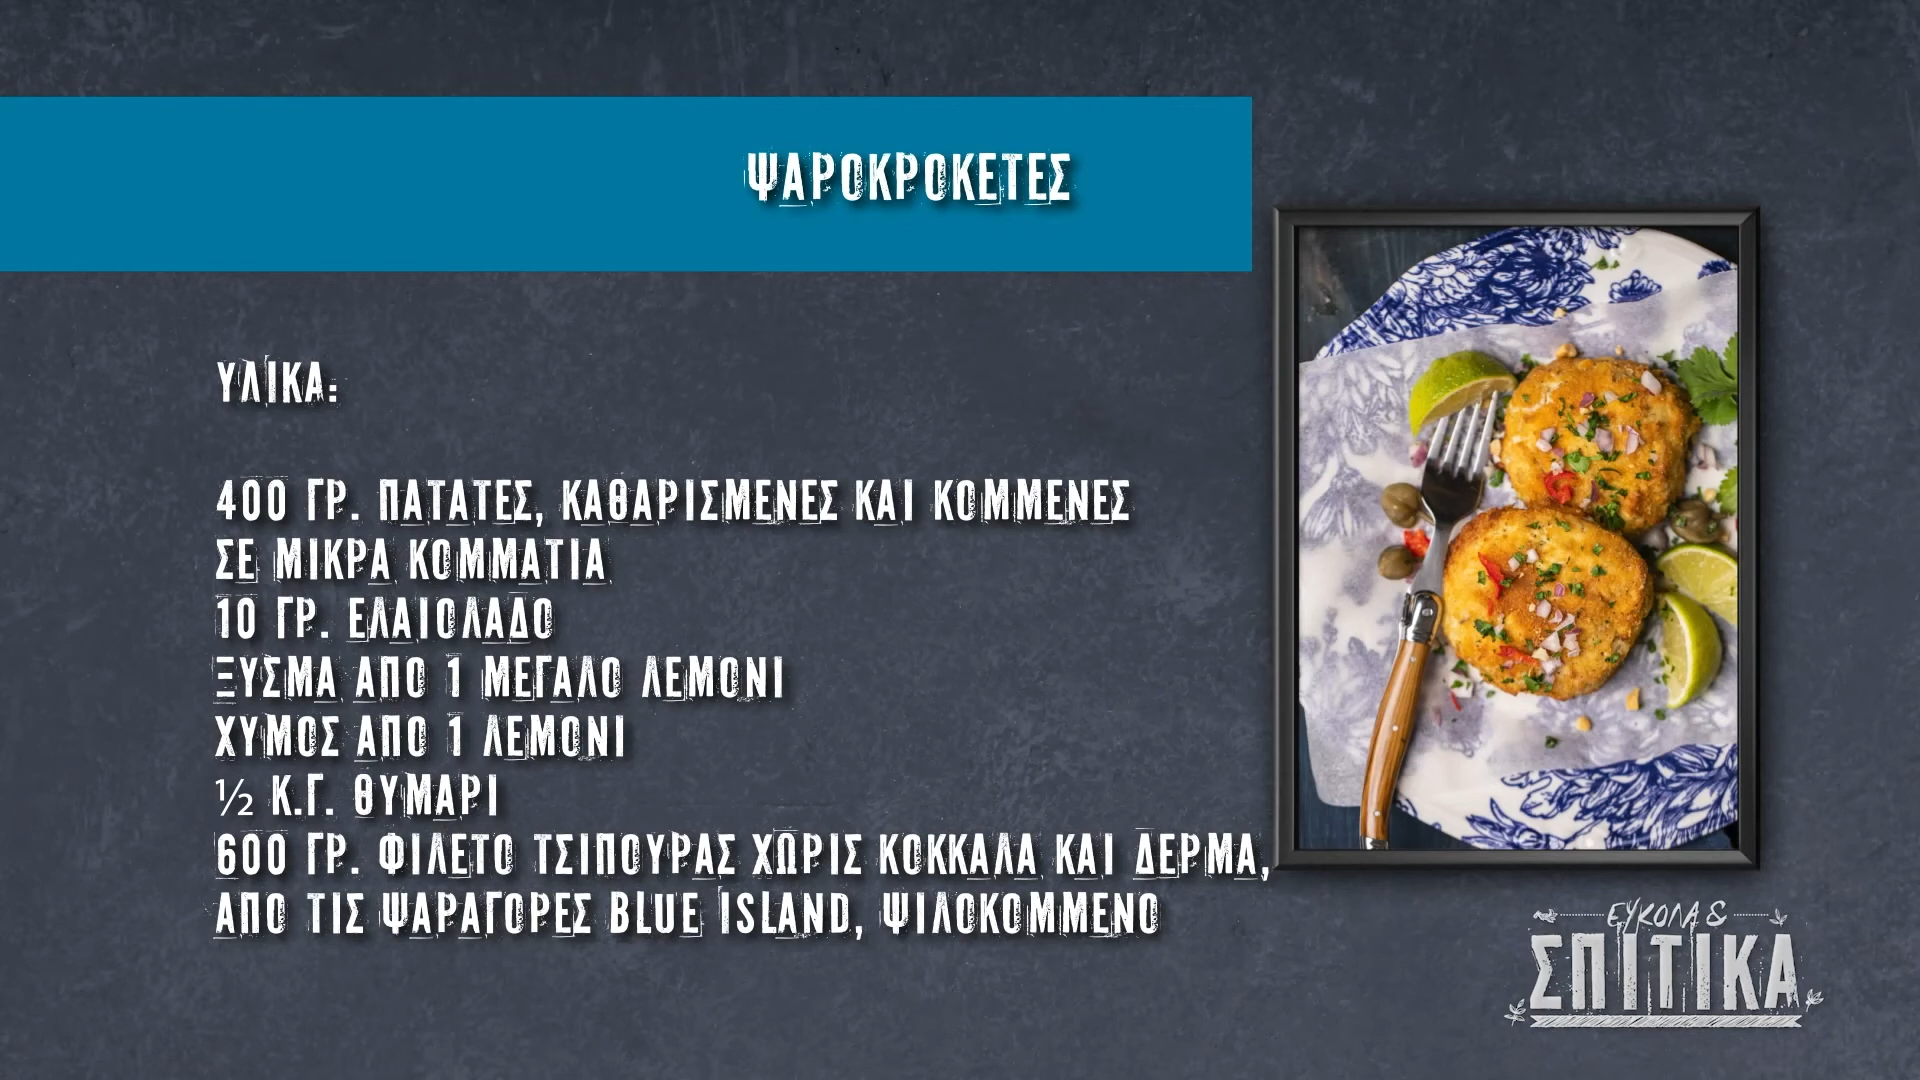 ΨΑΡΟΚΡΟΚΕΤΕΣ
ΥΛΙΚΑ:
400 ΓΡ. ΠΑΤΑΤΕΣ, ΚΑΘΑΡΙΣΜΕΝΕΣ ΚΑΙ ΚΟΜΜΕΝΕΣ
ΣΕ ΜΙΚΡΑ ΚΟΜΜΑΤΙΑ
10 ΓΡ. ΕΛΑΙΟΛΑΔΟ
ΞΥΣΜΑ ΑΠΟ 1 ΜΕΓΑΛΟ ΛΕΜΟΝΙ
ΧΥΜΟΣ ΑΠΟ 1 ΛΕΜΟΝΙ
½ Κ.Γ. ΘΥΜΑΡΙ
600 ΓΡ. ΦΙΛΕΤΟ ΤΣΙΠΟΥΡΑΣ ΧΩΡΙΣ ΚΟΚΚΑΛΑ ΚΑΙ ΔΕΡΜΑ,
ΑΠΟ ΤΙΣ ΨΑΡΑΓΟΡΕΣ BLUE ISLAND, ΨΙΛΟΚΟΜΜΕΝΟ
ΕΥΚΟΛΑ &
ΣΠΙΤΙΚΑ